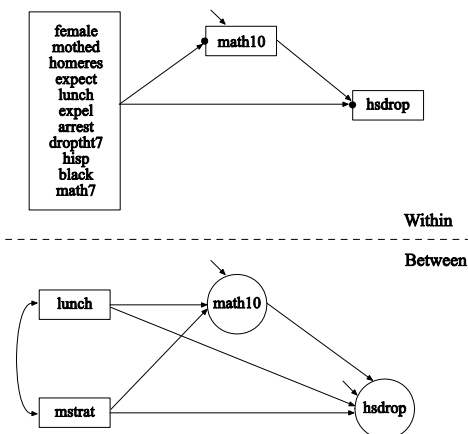 female
mothed
homeres
expect
lunch
expel
arrest
droptht7
hisp
black
math7
math10
hsdrop
Within
Between
lunch
math10
mstrat
hsdrop